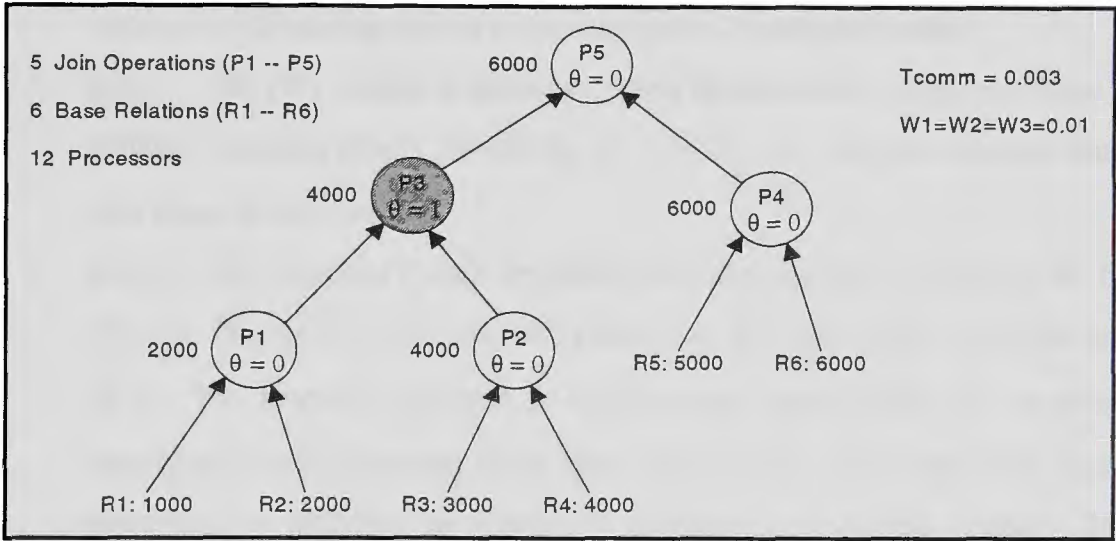 5 Join Operations (P1 -- P5)
6 Base Relations (R1 -- R6)
12 Processors
Tcomm = 0.003
W1=W2=W3=0.01
6000
P5
θ = 0
4000
P3
θ = 1
6000
P4
θ = 0
2000
P1
θ = 0
4000
P2
θ = 0
R5: 5000
R6: 6000
R1: 1000
R2: 2000
R3: 3000
R4: 4000